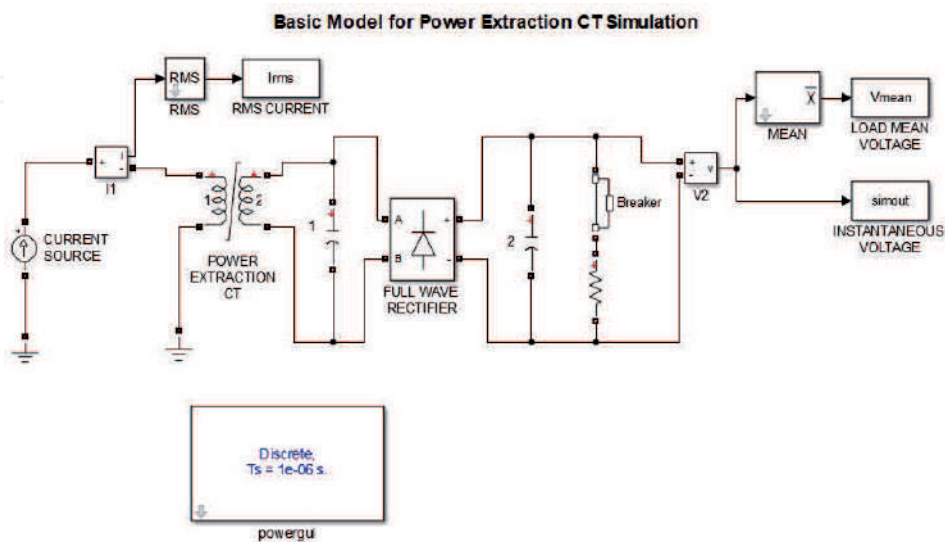 Basic Model for Power Extraction CT Simulation
RMS
RMS
Irms
RMS CURRENT
X
MEAN
Vmean
LOAD MEAN
VOLTAGE
+
-
i
I1
1
2
POWER
EXTRACTION
CT
CURRENT
SOURCE
+
1
+
A
B
+
-
FULL WAVE
RECTIFIER
2
+
Breaker
+
+
-
v
V2
simout
INSTANTANEOUS
VOLTAGE
Discrete,
Ts = 1e-06 s.
powergui